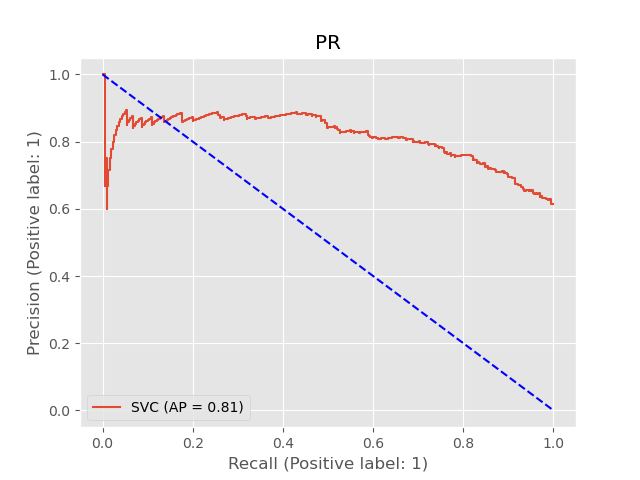 PR
1.0
0.8
0.6
0.4
0.2
0.0
Precision (Positive label: 1)
SVC (AP = 0.81)
0.0 0.2 0.4 0.6 0.8 1.0
Recall (Positive label: 1)